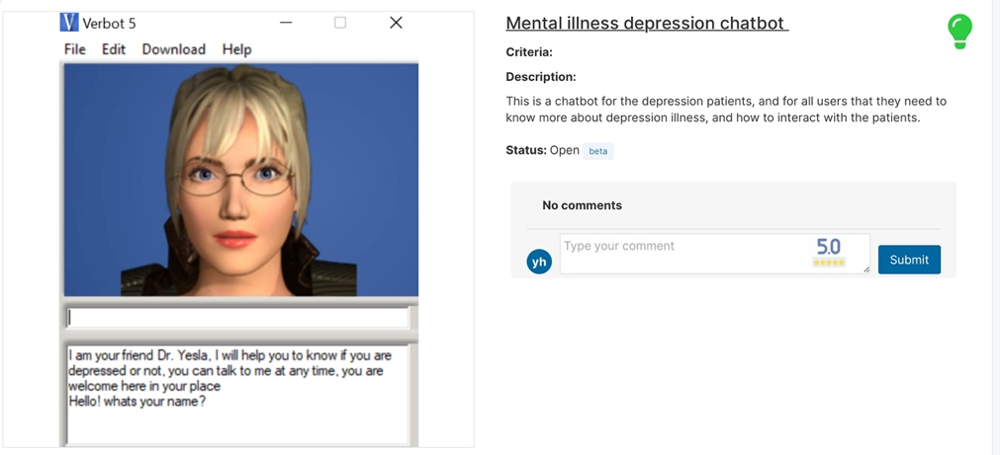 Verbot 5
File Edit Download Help
I am your friend Dr. Yesla, I will help you to know if you are
depressed or not, you can talk to me at any time, you are
welcome here in your place
Hello! whats your name?
Mental illness depression chatbot
Criteria:
Description:
This is a chatbot for the depression patients, and for all users that they need to
know more about depression illness, and how to interact with the patients.
Status: Open beta
No comments
yh
Type your comment
5.0
Submit